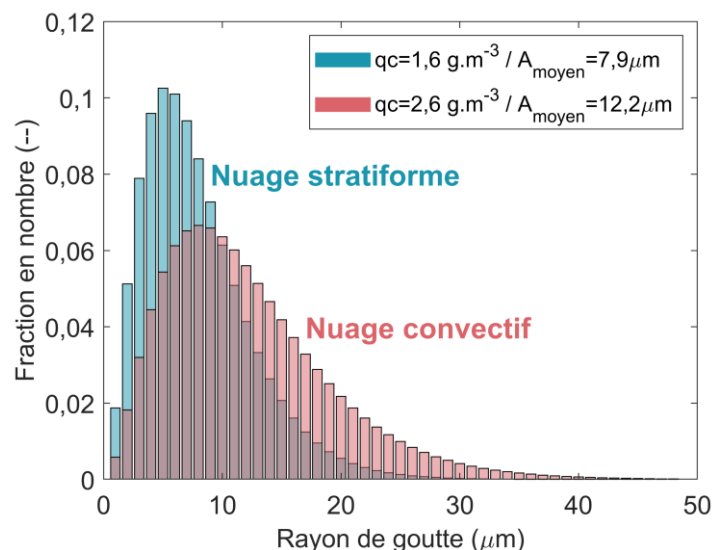 0,12
0,1
0,08
0,06
0,04
0,02
0
Fraction en nombre (--)
qc=1,6 g.m-3 / Amoyen=7,9μm
qc=2,6 g.m-3 / Amoyen=12,2μm
Nuage stratiforme
Nuage convectif
0 10 20 30 40 50
Rayon de goutte (μm)